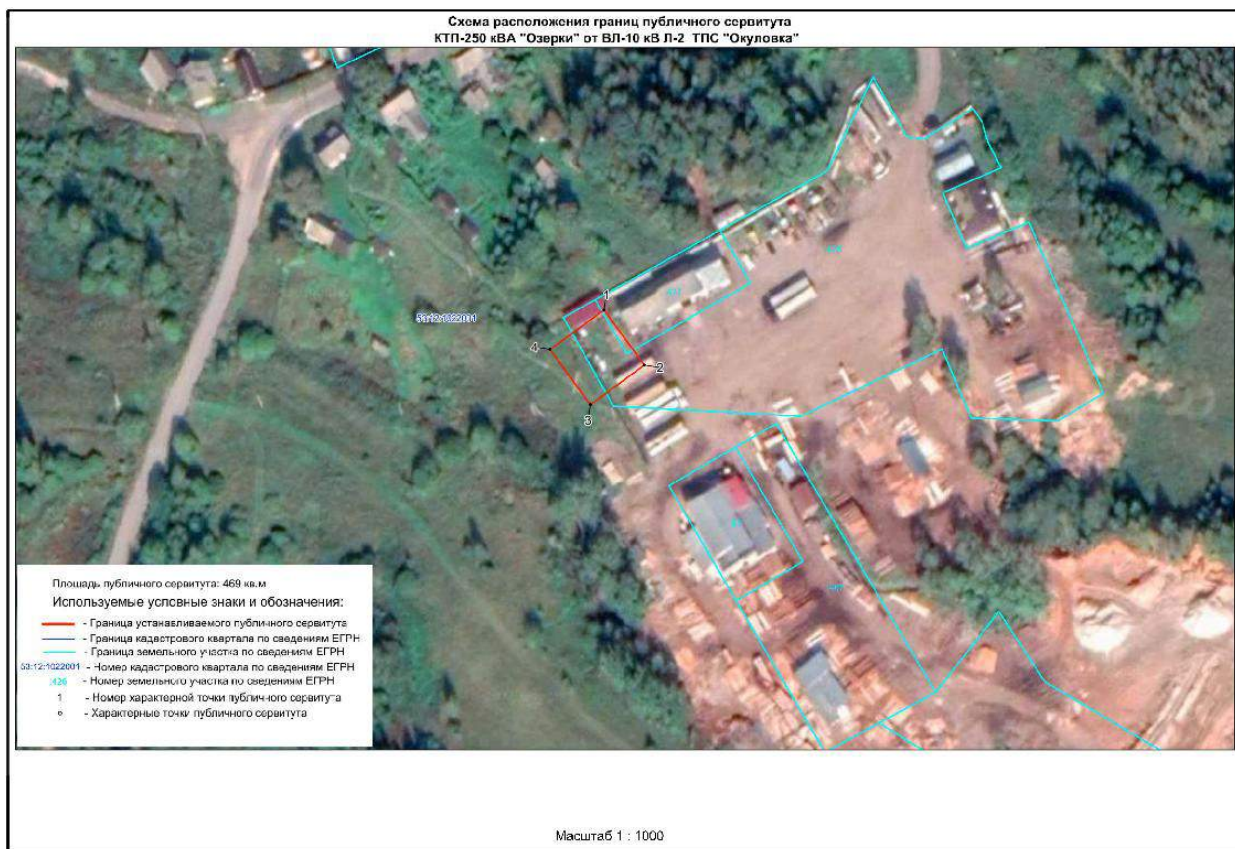 Схема расположения границ публичного сервитута
КТП-250 кВА "Озерки" от ВЛ-10 кВ Л-2 ТПС "Окуловка"
1
53:12:1022001
4
2
3
Площадь публичного сервитута: 469 кв.м
Используемые условные знаки и обозначения:
- Граница устанавливаемого публичного сервитута
- Граница кадастрового квартала по сведениям ЕГРН
- Граница земельного участка по сведениям ЕГРН
53:12:1022001 - Номер кадастрового квартала по сведениям ЕГРН
- Номер земельного участка по сведениям ЕГРН
1 - Номер характерной точки публичного сервитута
- Характерные точки публичного сервитута
Масштаб 1 : 1000